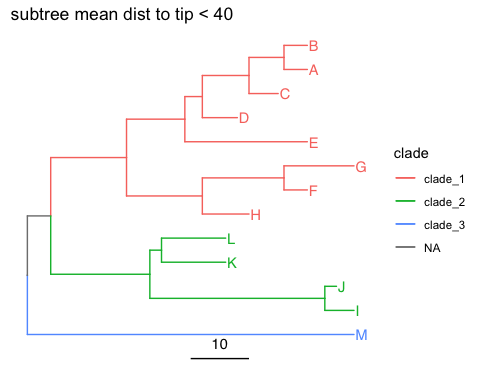 subtree mean dist to tip < 40
B
A
C
D
E
G
F
H
L
K
J
I
M
10
clade
clade_1
clade_2
clade_3
NA